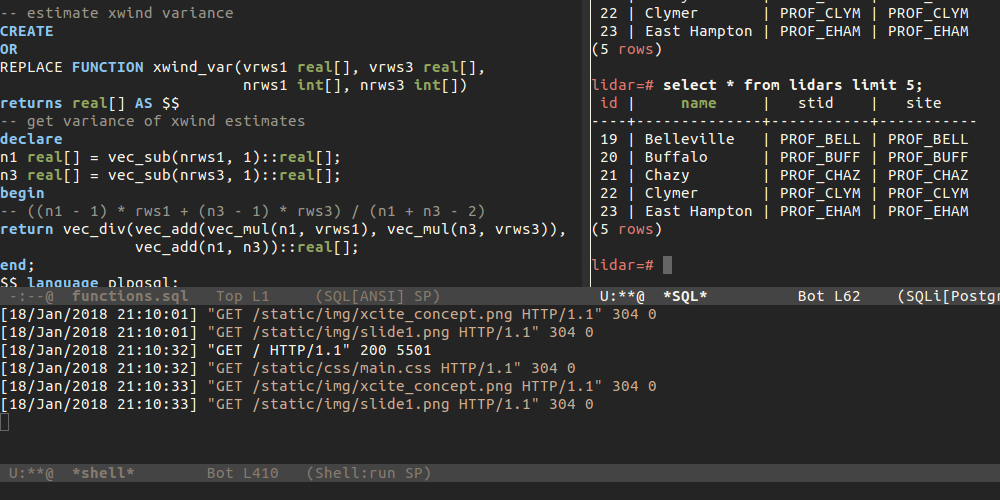 -- estimate xwind variance
CREATE
OR
REPLACE FUNCTION xwind_var(vrws1 real[], vrws3 real[],
                           nrws1 int[], nrws3 int[])
returns real[] AS $$
-- get variance of xwind estimates
declare
n1 real[] = vec_sub(nrws1, 1)::real[];
n3 real[] = vec_sub(nrws3, 1)::real[];
begin
-- ((n1 - 1) * rws1 + (n3 - 1) * rws3) / (n1 + n3 - 2)
return vec_div(vec_add(vec_mul(n1, vrws1), vec_mul(n3, vrws3)),
               vec_add(n1, n3))::real[];
end;
$$ language plpgsql;
-:--@  functions.sql   Top L1     (SQL[ANSI] SP)
 22 | Clymer       | PROF_CLYM | PROF_CLYM
 23 | East Hampton | PROF_EHAM | PROF_EHAM
(5 rows)
lidar=# select * from lidars limit 5;
 id |     name     |   stid    |   site
----+--------------+-----------+-----------
 19 | Belleville   | PROF_BELL | PROF_BELL
 20 | Buffalo      | PROF_BUFF | PROF_BUFF
 21 | Chazy        | PROF_CHAZ | PROF_CHAZ
 22 | Clymer       | PROF_CLYM | PROF_CLYM
 23 | East Hampton | PROF_EHAM | PROF_EHAM
(5 rows)
lidar=#
U:**@  *SQL*          Bot L62    (SQLi[Postgr
[18/Jan/2018 21:10:01] "GET /static/img/xcite_concept.png HTTP/1.1" 304 0
[18/Jan/2018 21:10:01] "GET /static/img/slide1.png HTTP/1.1" 304 0
[18/Jan/2018 21:10:32] "GET / HTTP/1.1" 200 5501
[18/Jan/2018 21:10:32] "GET /static/css/main.css HTTP/1.1" 304 0
[18/Jan/2018 21:10:33] "GET /static/img/xcite_concept.png HTTP/1.1" 304 0
[18/Jan/2018 21:10:33] "GET /static/img/slide1.png HTTP/1.1" 304 0
U:**@  *shell*        Bot L410   (Shell:run SP)